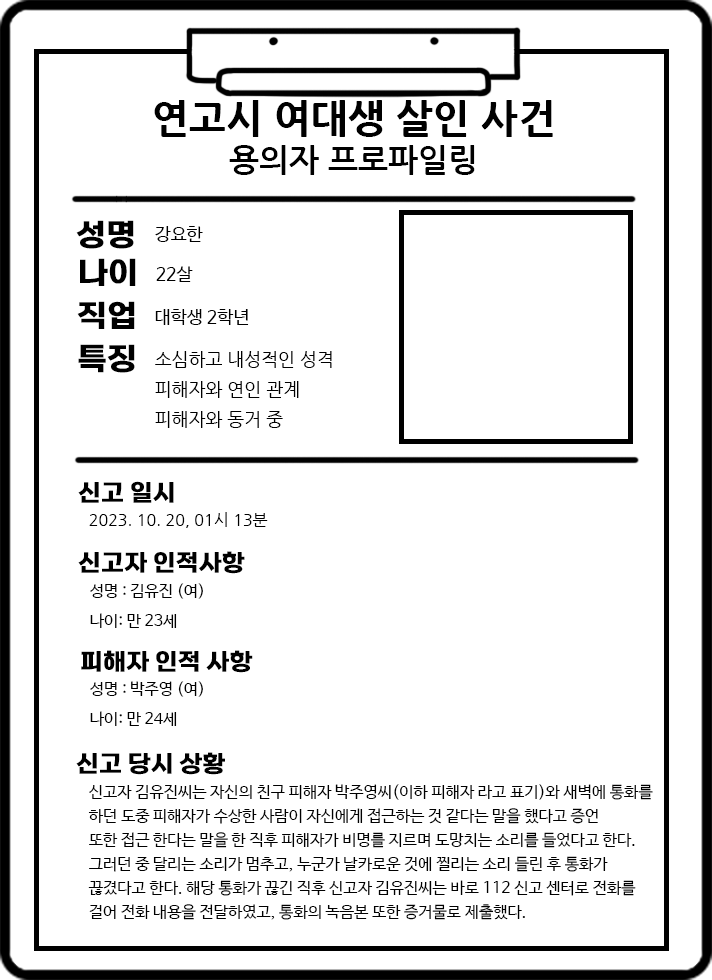 연고시 여대생 살인 사건
용의자 프로파일링
성명 강요한
나이 22살
직업 대학생 2학년
특징 소심하고 내성적인 성격
피해자와 연인 관계
피해자와 동거 중
신고 일시
2023. 10. 20, 01시 13분
신고자 인적사항
성명 : 김유진 (여)
나이: 만 23세
피해자 인적 사항
성명 : 박주영 (여)
나이: 만 24세
신고 당시 상황
신고자 김유진씨는 자신의 친구 피해자 박주영씨(이하 피해자 라고 표기)와 새벽에 통화를
하던 도중 피해자가 수상한 사람이 자신에게 접근하는 것 같다는 말을 했다고 증언
또한 접근 한다는 말을 한 직후 피해자가 비명를 지르며 도망치는 소리를 들었다고 한다.
그러던 중 달리는 소리가 멈추고, 누군가 날카로운 것에 찔리는 소리 들린 후 통화가
끊겼다고 한다. 해당 통화가 끊긴 직후 신고자 김유진씨는 바로 112 신고 센터로 전화를
걸어 전화 내용을 전달하였고, 통화의 녹음본 또한 증거물로 제출했다.